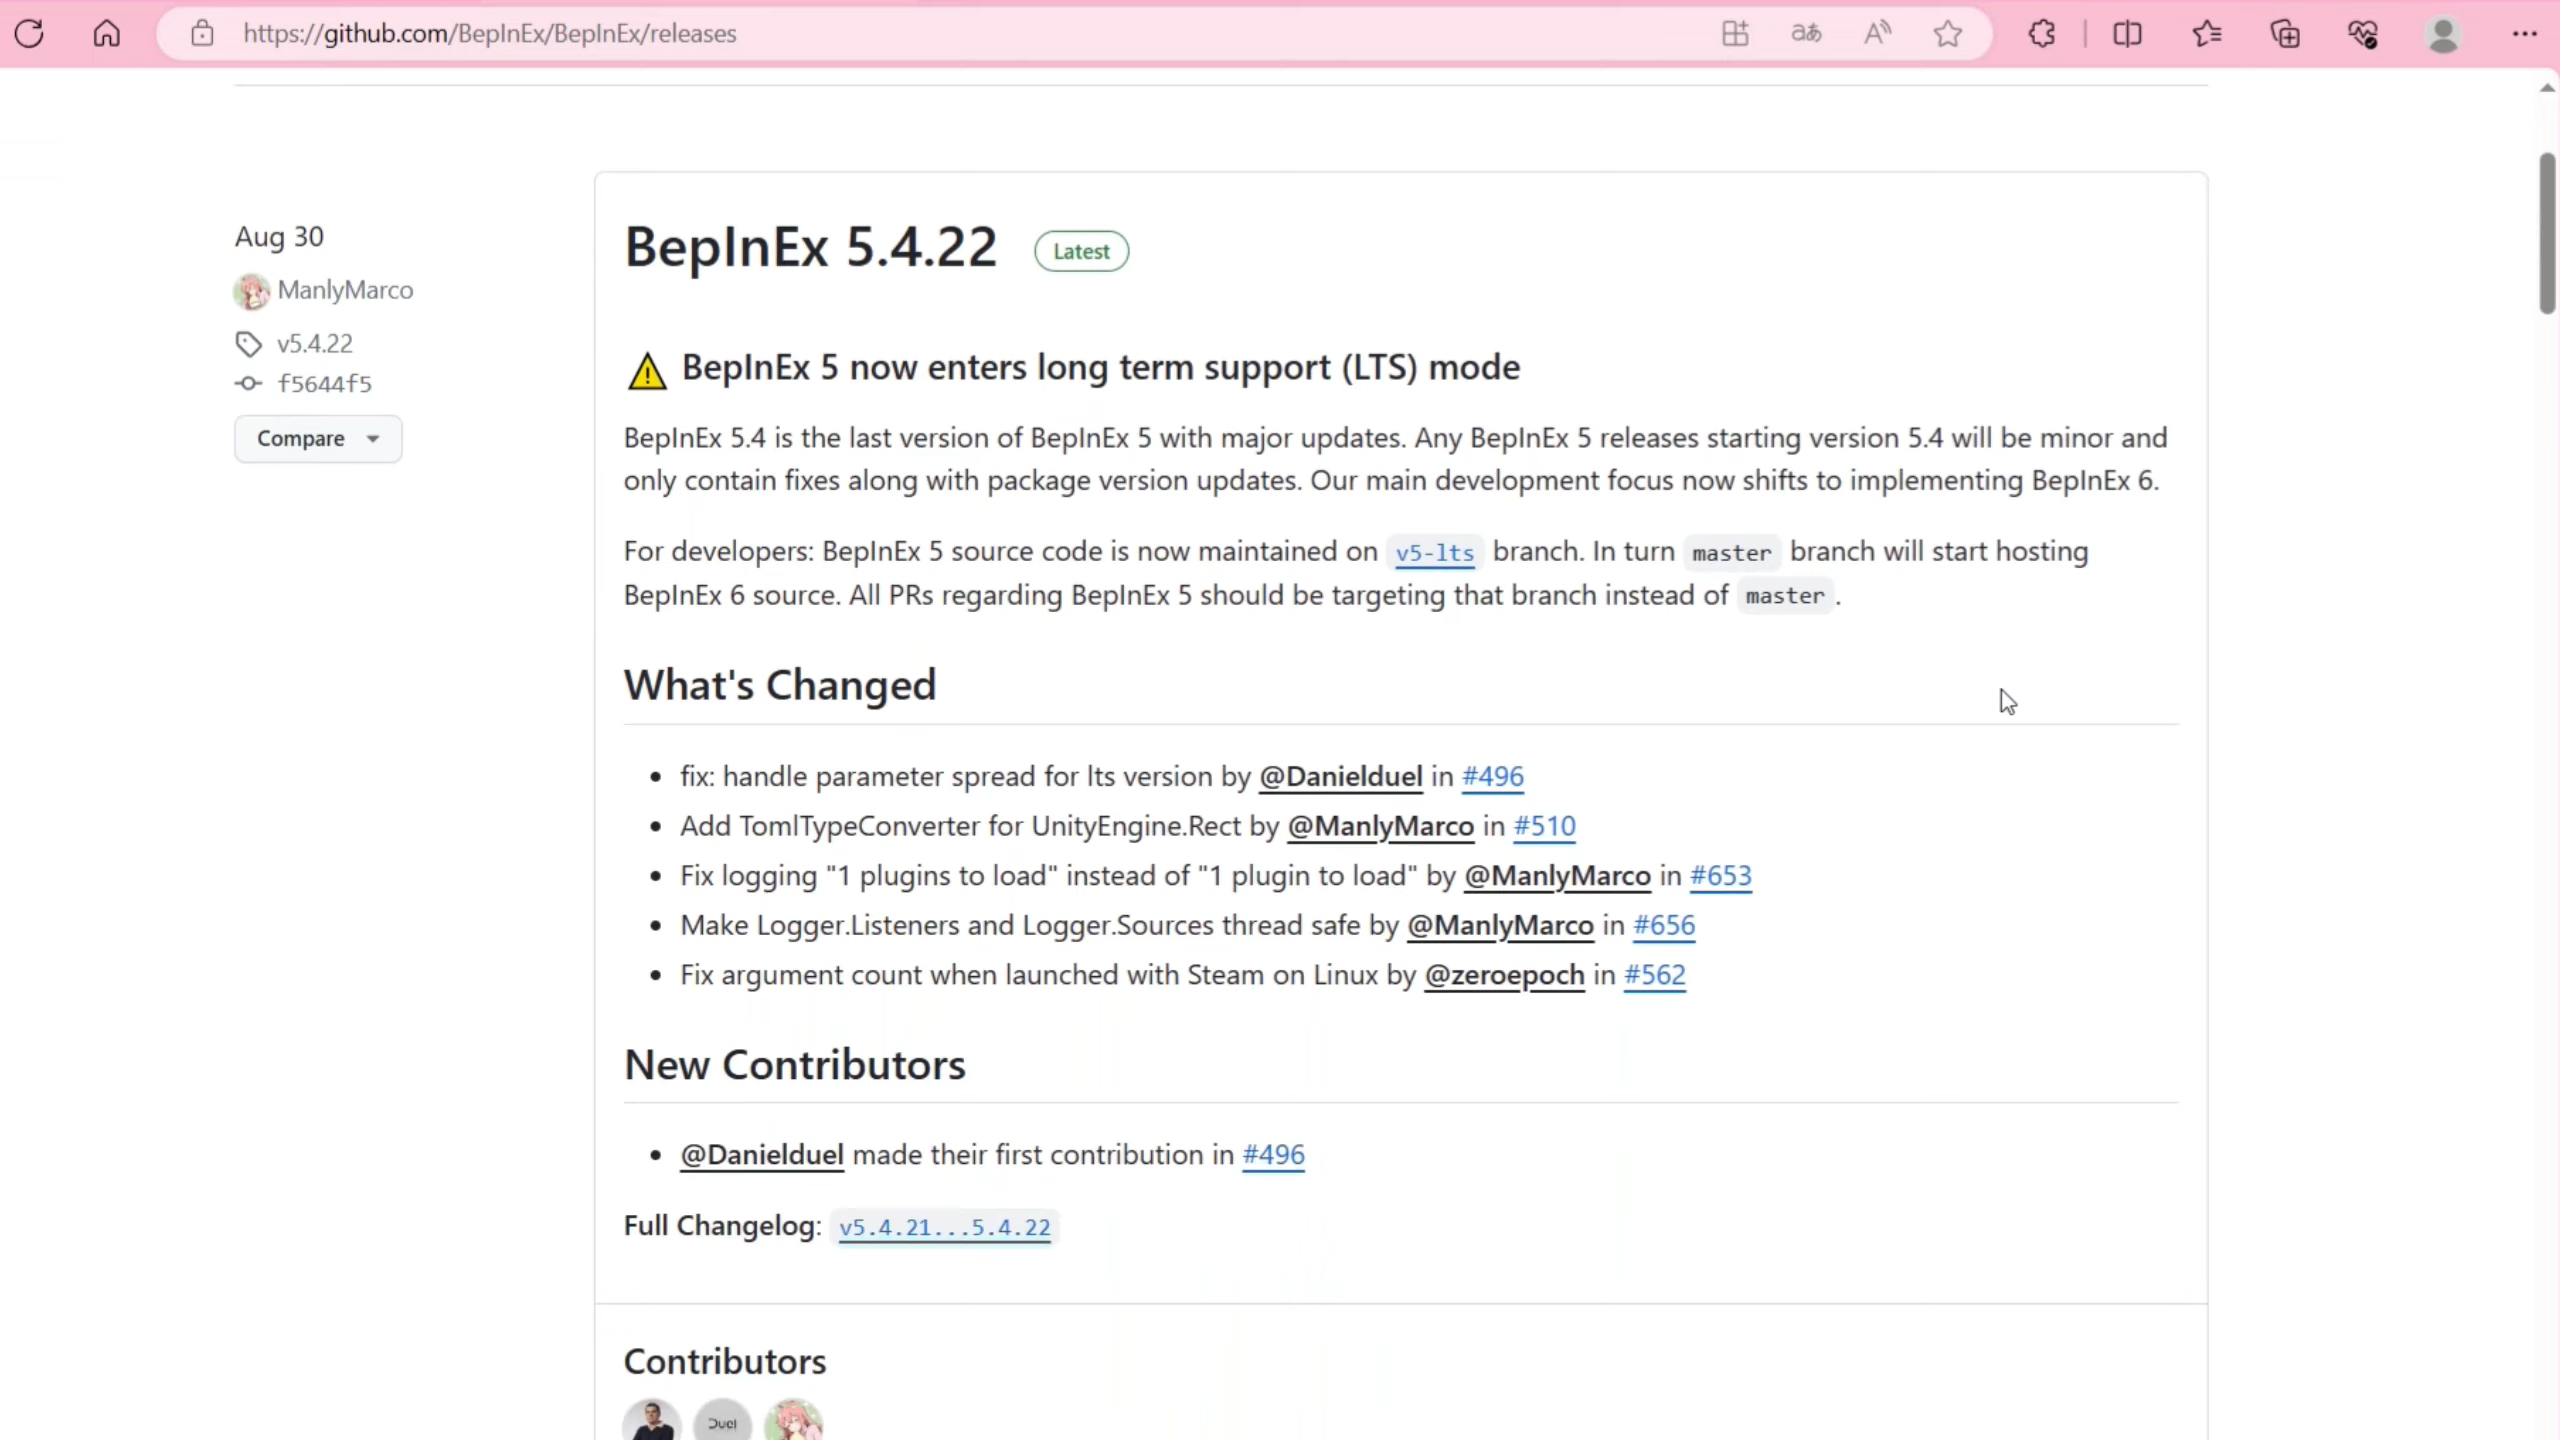 https://github.com/BepInEx/BepInEx/releases
Aug 30
ManlyMarco
v5.4.22
f5644f5
Compare
BepInEx 5.4.22 Latest
BepInEx 5 now enters long term support (LTS) mode
BepInEx 5.4 is the last version of BepInEx 5 with major updates. Any BepInEx 5 releases starting version 5.4 will be minor and
only contain fixes along with package version updates. Our main development focus now shifts to implementing BepInEx 6.
For developers: BepInEx 5 source code is now maintained on v5-lts branch. In turn master branch will start hosting
BepInEx 6 source. All PRs regarding BepInEx 5 should be targeting that branch instead of master.
What's Changed
• fix: handle parameter spread for lts version by @Danielduel in #496
• Add TomlTypeConverter for UnityEngine.Rect by @ManlyMarco in #510
• Fix logging "1 plugins to load" instead of "1 plugin to load" by @ManlyMarco in #653
• Make Logger.Listeners and Logger.Sources thread safe by @ManlyMarco in #656
• Fix argument count when launched with Steam on Linux by @zeroepoch in #562
New Contributors
• @Danielduel made their first contribution in #496
Full Changelog: v5.4.21...5.4.22
Contributors
Duel